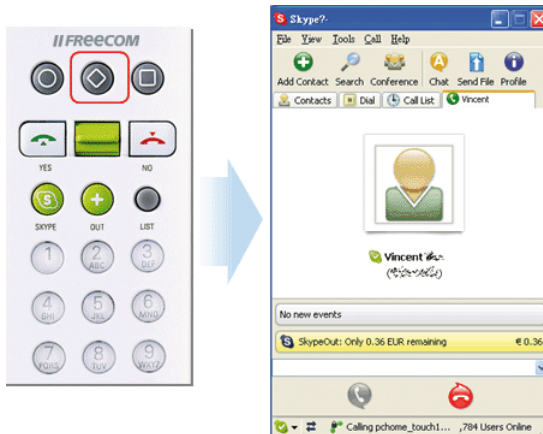 FREECOM
YES
NO
SKYPE
OUT
LIST
1
2
ABC
3
DEF
4
GHI
5
JKL
6
MNO
7
PQRS
8
TUV
9
WXYZ
Skype?-
File View Tools Call Help
Add Contact Search Conference Chat Send File Profile
Contacts Dial Call List Vincent
Vincent
No new events
SkypeOut: Only 0.36 EUR remaining € 0.36
Calling pchome_touch1... ,784 Users Online